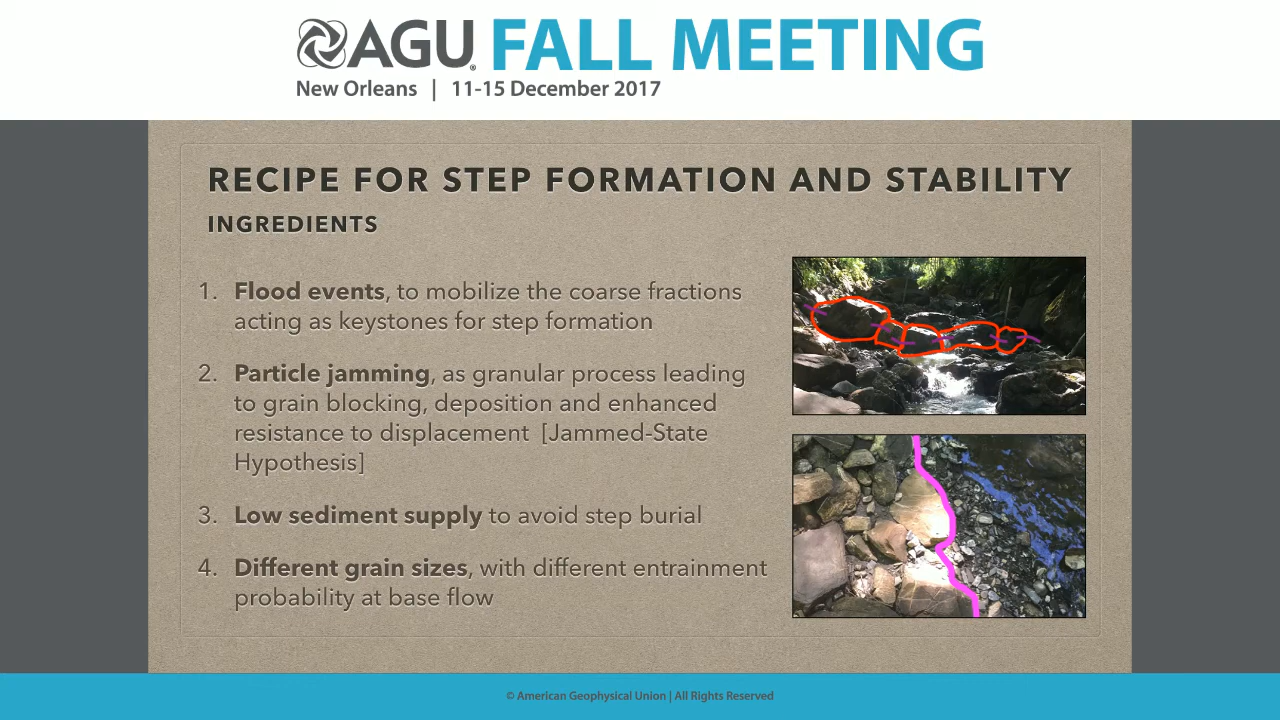 AGU FALL MEETING
New Orleans | 11-15 December 2017
RECIPE FOR STEP FORMATION AND STABILITY
INGREDIENTS
1. Flood events, to mobilize the coarse fractions
acting as keystones for step formation
2. Particle jamming, as granular process leading
to grain blocking, deposition and enhanced
resistance to displacement [Jammed-State
Hypothesis]
3. Low sediment supply to avoid step burial
4. Different grain sizes, with different entrainment
probability at base flow
© American Geophysical Union | All Rights Reserved